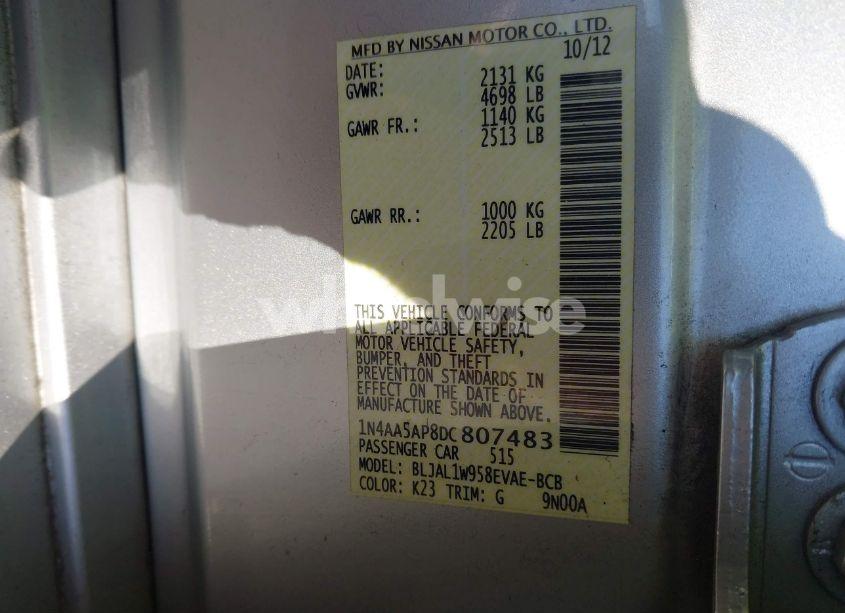 MFD BY NISSAN MOTOR CO., LTD.
DATE: 10/12
GVWR: 2131 KG
4698 LB
GAWR FR.: 1140 KG
2513 LB
GAWR RR.: 1000 KG
2205 LB
wheelwise
THIS VEHICLE CONFORMS TO
ALL APPLICABLE FEDERAL
MOTOR VEHICLE SAFETY,
BUMPER, AND THEFT
PREVENTION STANDARDS IN
EFFECT ON THE DATE OF
MANUFACTURE SHOWN ABOVE.
1N4AA5AP8DC807483
PASSENGER CAR 515
MODEL: BLJAL1W958EVAE-BCB
COLOR: K23 TRIM: G 9N00A